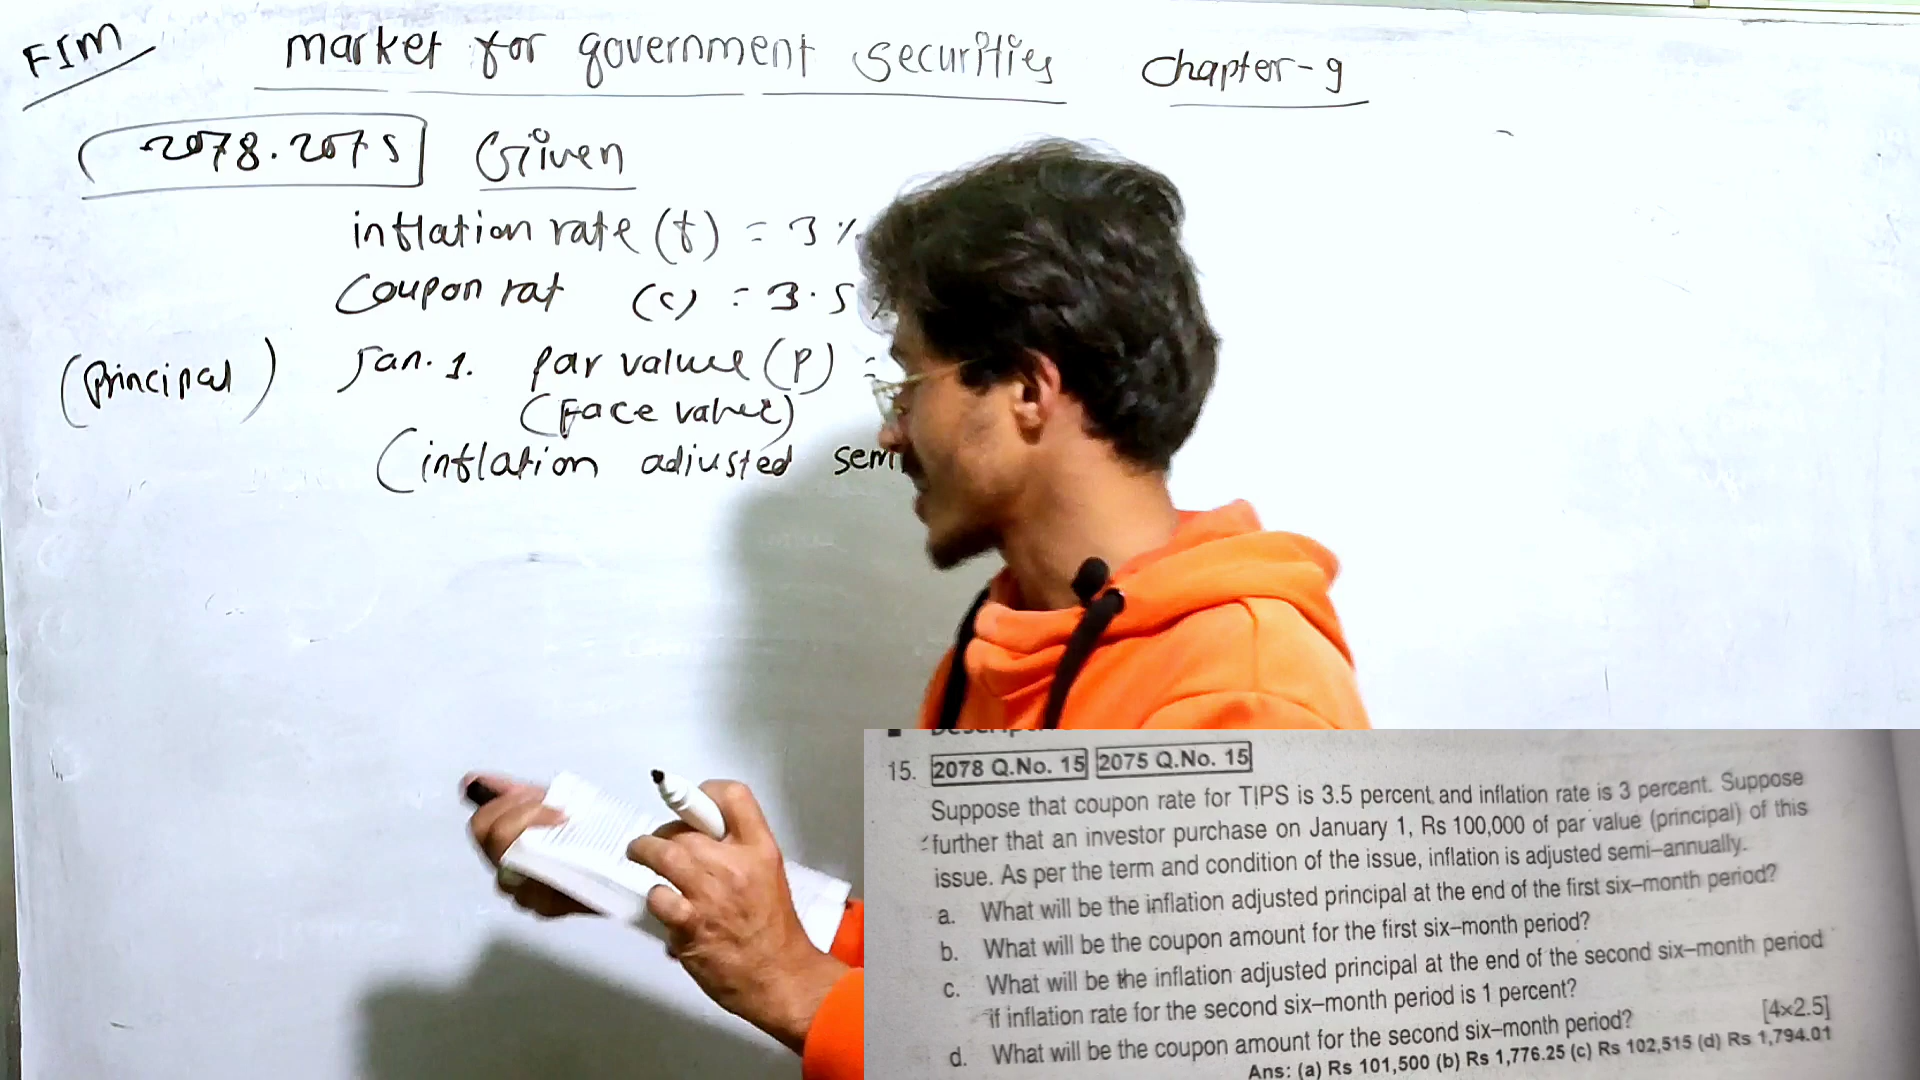 FIM
market for government securities chapter-9
2078.2075 Given
inflation rate (f) = 3 %
coupon rat (c) = 3.5
(Principal) Jan. 1. par value (P) =
(Face value)
(inflation adjusted semi
15. 2078 Q.No. 15 2075 Q.No. 15
Suppose that coupon rate for TIPS is 3.5 percent and inflation rate is 3 percent. Suppose
further that an investor purchase on January 1, Rs 100,000 of par value (principal) of this
issue. As per the term and condition of the issue, inflation is adjusted semi-annually.
a. What will be the inflation adjusted principal at the end of the first six-month period?
b. What will be the coupon amount for the first six-month period?
c. What will be the inflation adjusted principal at the end of the second six-month period
if inflation rate for the second six-month period is 1 percent?
d. What will be the coupon amount for the second six-month period? [4×2.5]
Ans: (a) Rs 101,500 (b) Rs 1,776.25 (c) Rs 102,515 (d) Rs 1,794.01